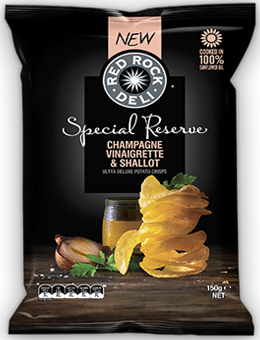 NEW
COOKED IN
100%
SUNFLOWER OIL
RED ROCK
DELI
Special Reserve
CHAMPAGNE
VINAIGRETTE
& SHALLOT
ULTRA DELUXE POTATO CRISPS
150g
NET